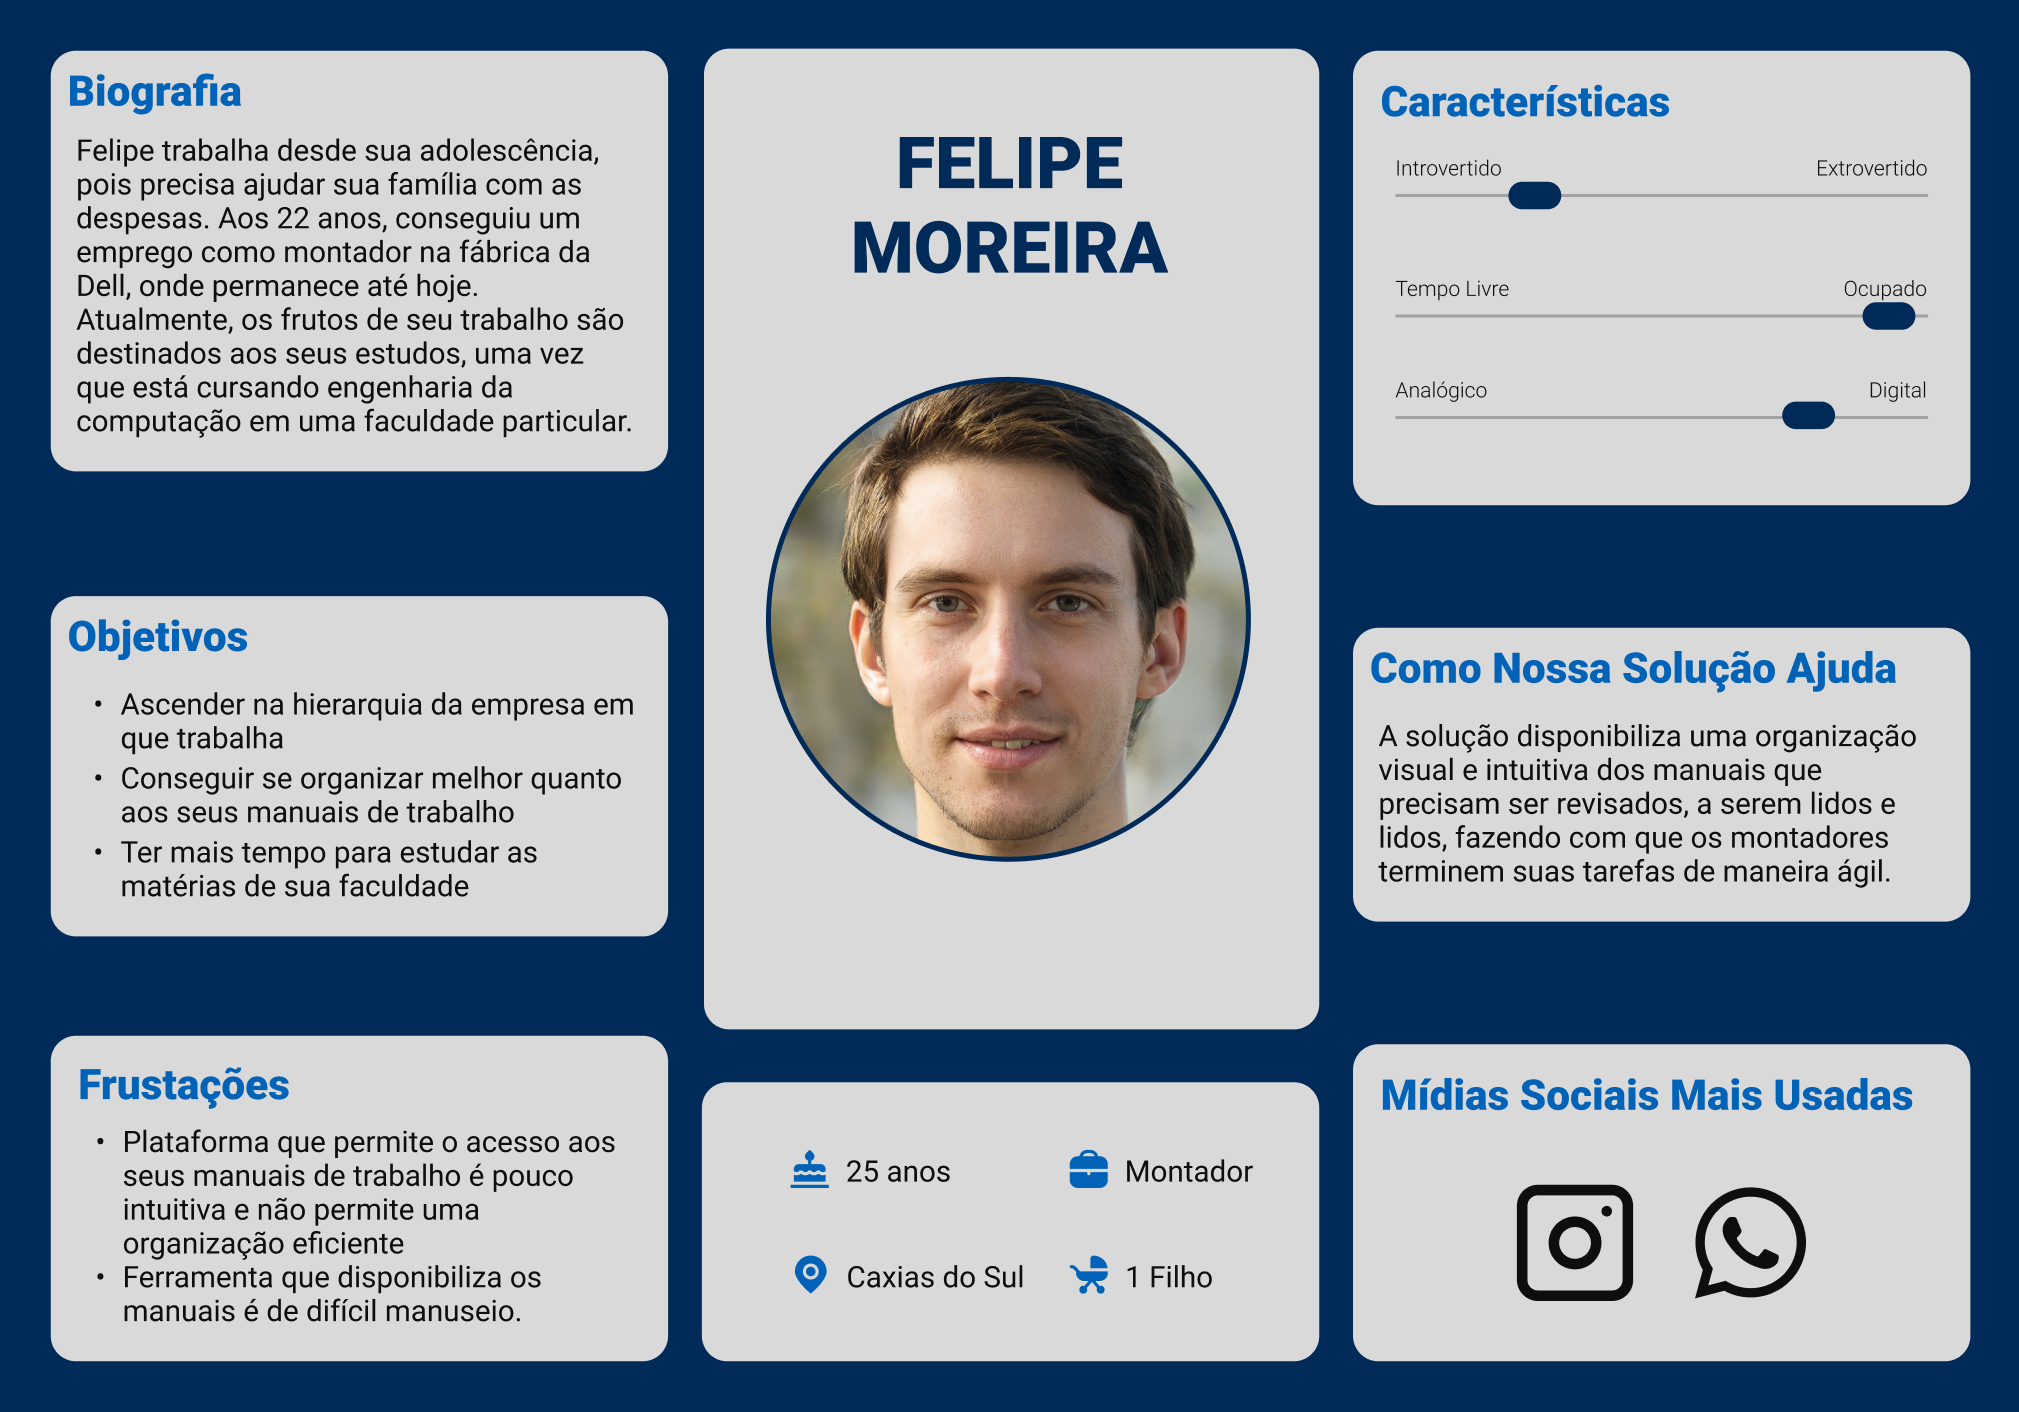 Biografia
Felipe trabalha desde sua adolescência,
pois precisa ajudar sua família com as
despesas. Aos 22 anos, conseguiu um
emprego como montador na fábrica da
Dell, onde permanece até hoje.
Atualmente, os frutos de seu trabalho são
destinados aos seus estudos, uma vez
que está cursando engenharia da
computação em uma faculdade particular.
Objetivos
• Ascender na hierarquia da empresa em
que trabalha
• Conseguir se organizar melhor quanto
aos seus manuais de trabalho
• Ter mais tempo para estudar as
matérias de sua faculdade
Frustações
• Plataforma que permite o acesso aos
seus manuais de trabalho é pouco
intuitiva e não permite uma
organização eficiente
• Ferramenta que disponibiliza os
manuais é de difícil manuseio.
FELIPE
MOREIRA
25 anos
Montador
Caxias do Sul
1 Filho
Características
Introvertido Extrovertido
Tempo Livre Ocupado
Analógico Digital
Como Nossa Solução Ajuda
A solução disponibiliza uma organização
visual e intuitiva dos manuais que
precisam ser revisados, a serem lidos e
lidos, fazendo com que os montadores
terminem suas tarefas de maneira ágil.
Mídias Sociais Mais Usadas